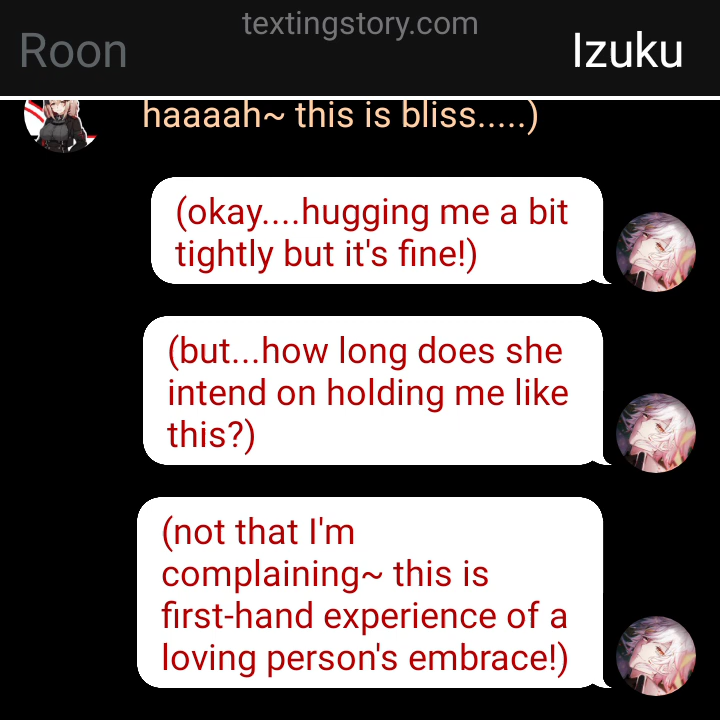 textingstory.com
Roon
Izuku
haaaah~ this is bliss.....)
(okay....hugging me a bit
tightly but it's fine!)
(but...how long does she
intend on holding me like
this?)
(not that I'm
complaining~ this is
first-hand experience of a
loving person's embrace!)